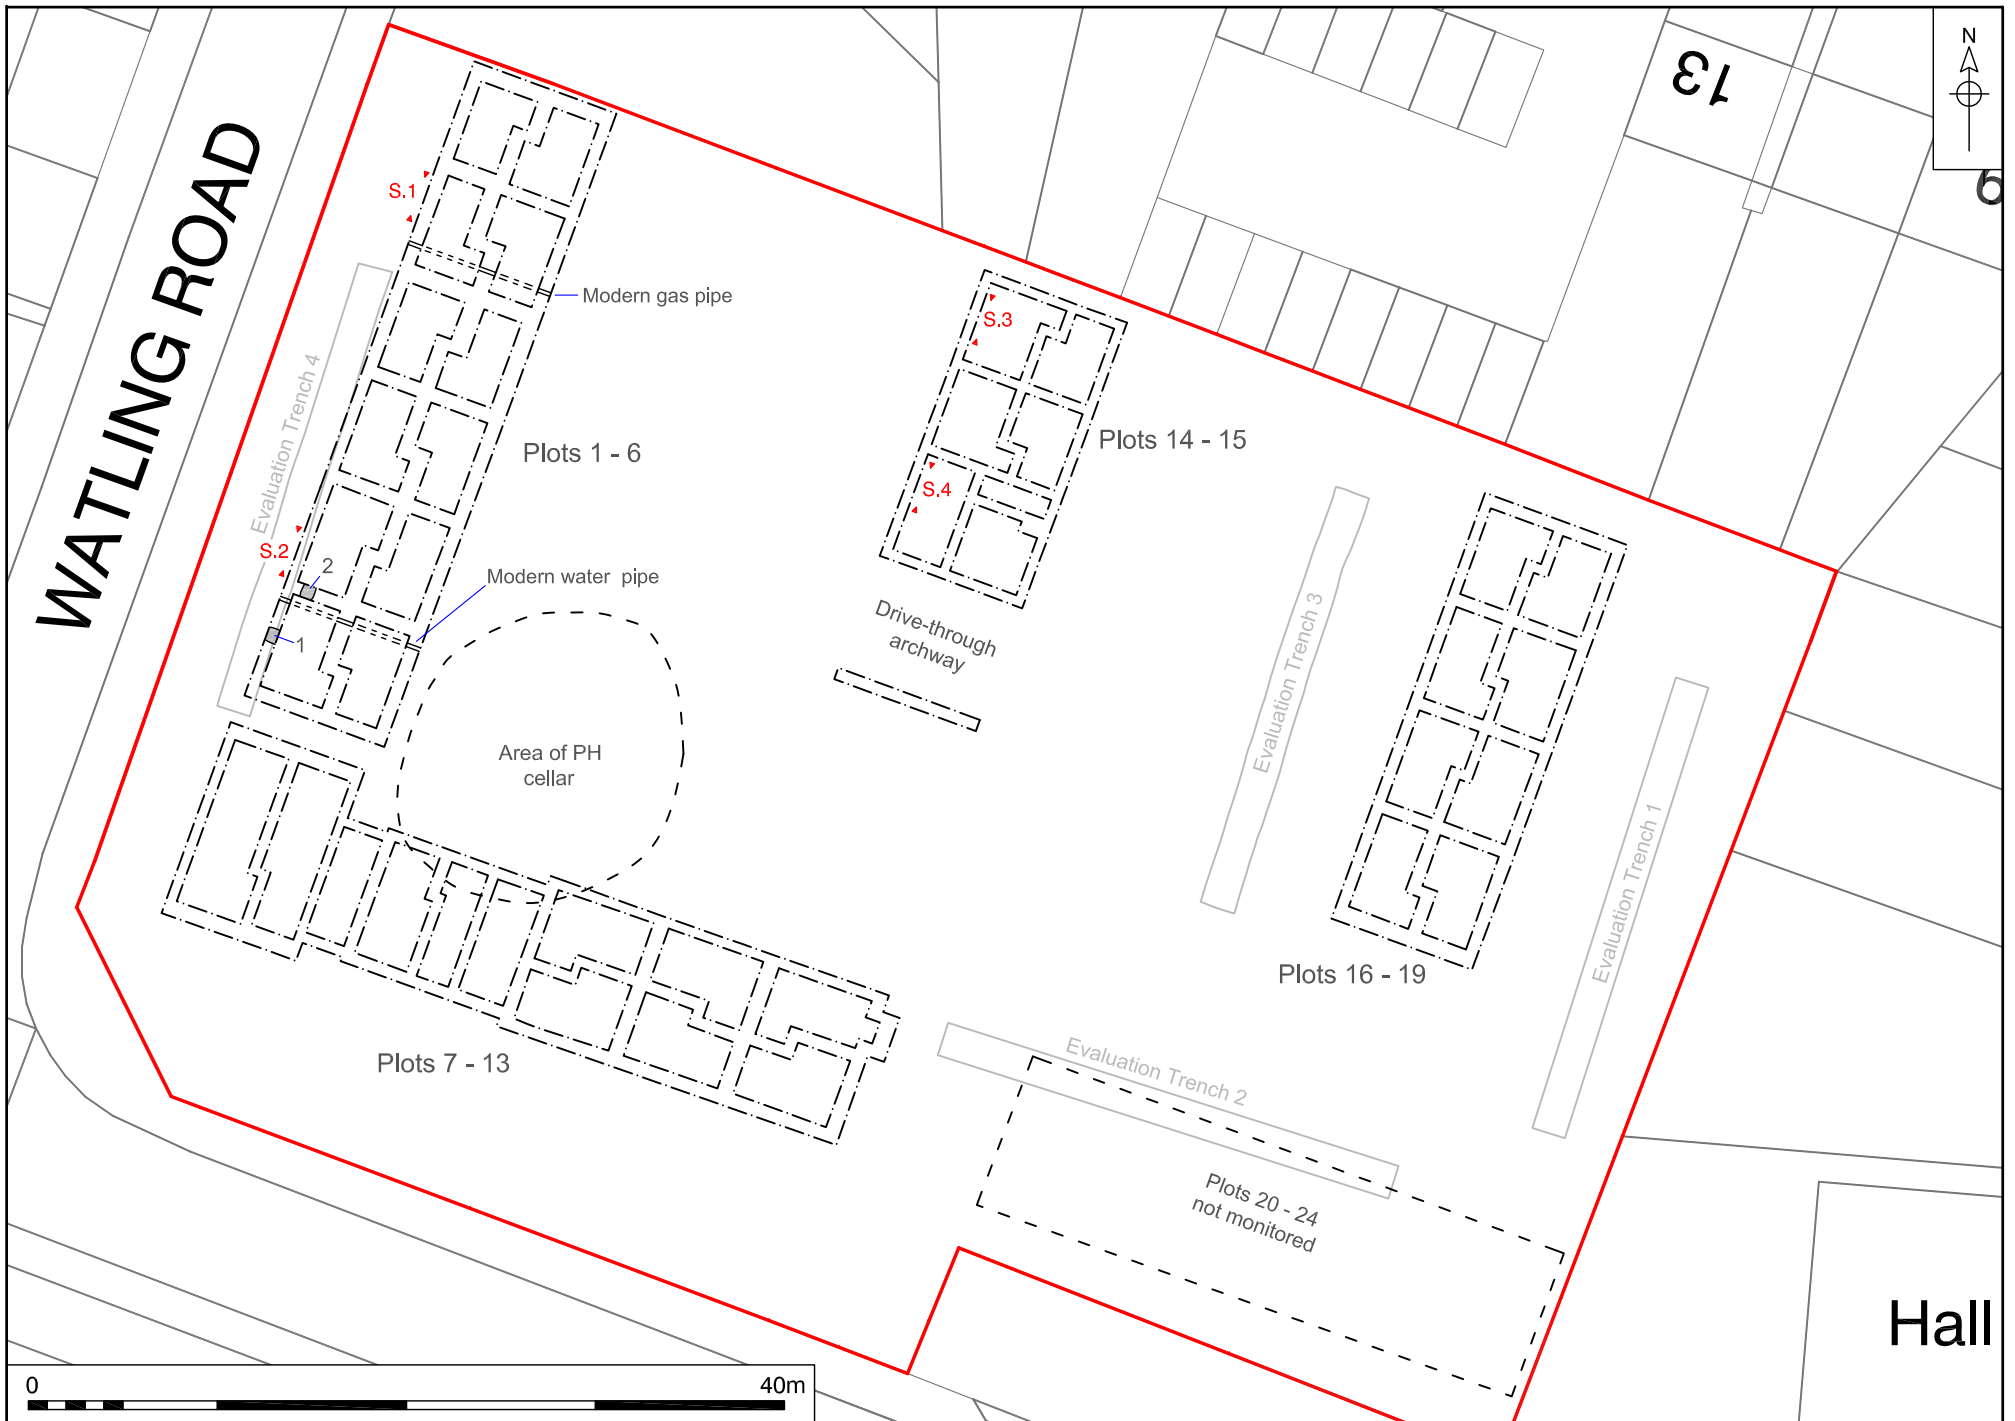 WATLING ROAD
13
N
9
S.1
Modern gas pipe
S.3
Evaluation Trench 4
Plots 1 - 6
Plots 14 - 15
S.4
S.2
2
Modern water pipe
1
Drive-through
archway
Evaluation Trench 3
Area of PH
cellar
Evaluation Trench 1
Plots 16 - 19
Plots 7 - 13
Evaluation Trench 2
Plots 20 - 24
not monitored
Hall
0
40m